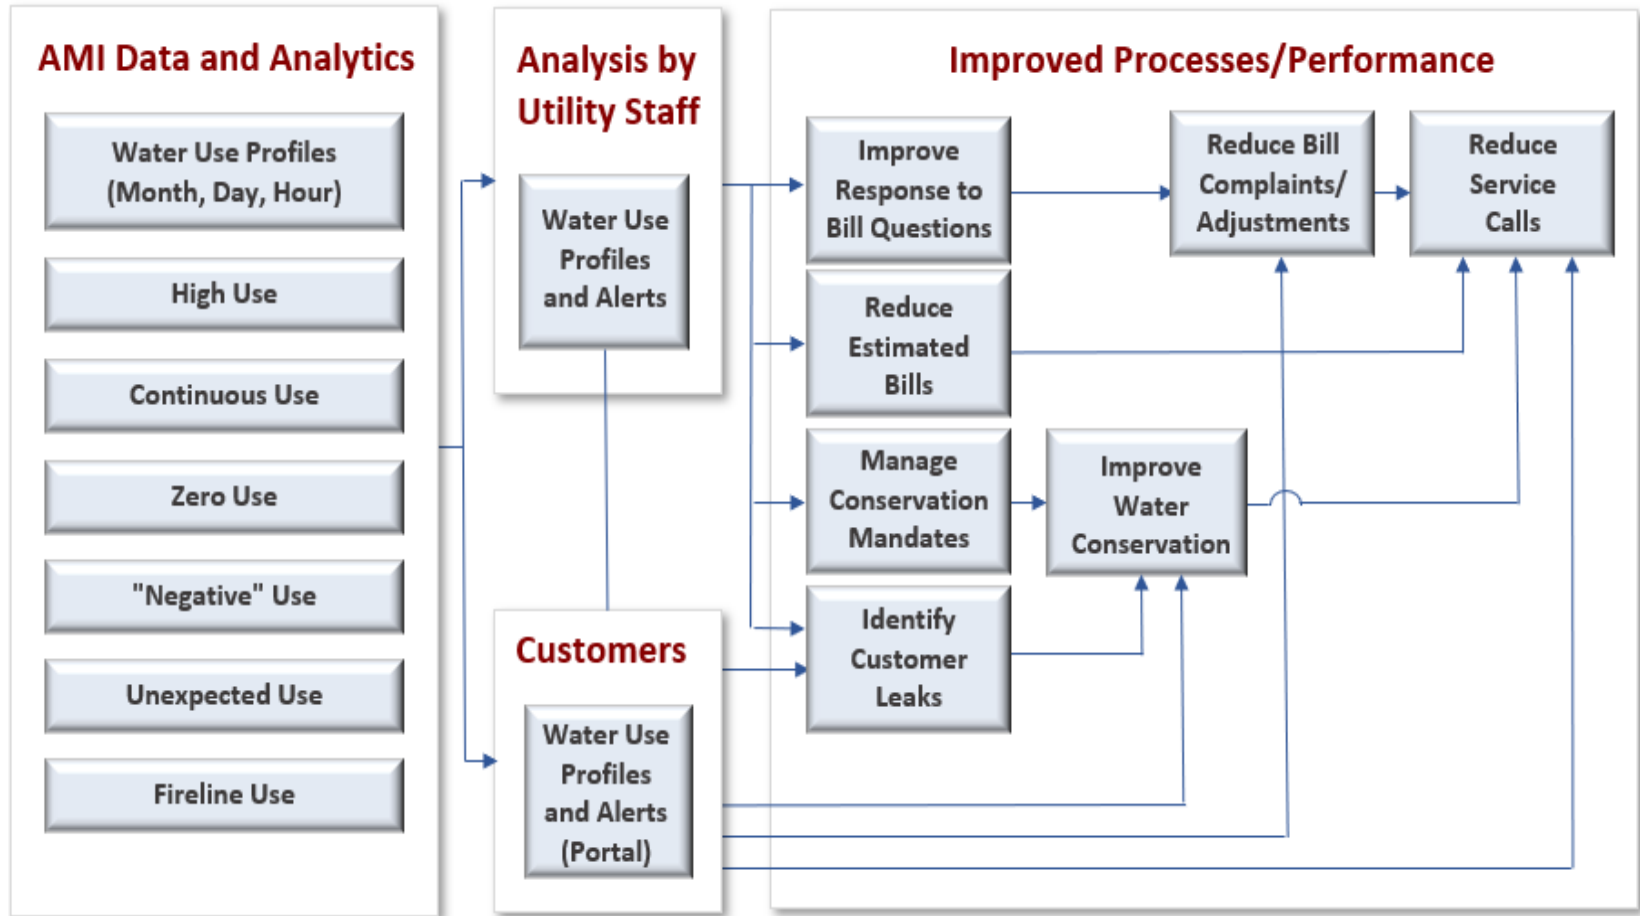 AMI Data and Analytics
Water Use Profiles
(Month, Day, Hour)
High Use
Continuous Use
Zero Use
"Negative" Use
Unexpected Use
Fireline Use
Analysis by
Utility Staff
Water Use
Profiles
and Alerts
Customers
Water Use
Profiles
and Alerts
(Portal)
Improved Processes/Performance
Improve
Response to
Bill Questions
Reduce Bill
Complaints/
Adjustments
Reduce
Service
Calls
Reduce
Estimated
Bills
Manage
Conservation
Mandates
Improve
Water
Conservation
Identify
Customer
Leaks